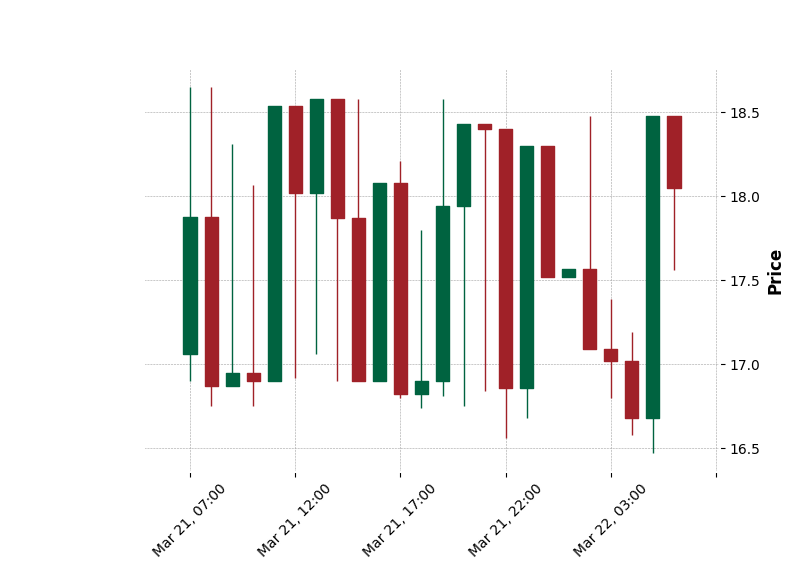 18.5
18.0
17.5
17.0
16.5
Price
Mar 21, 07:00
Mar 21, 12:00
Mar 21, 17:00
Mar 21, 22:00
Mar 22, 03:00